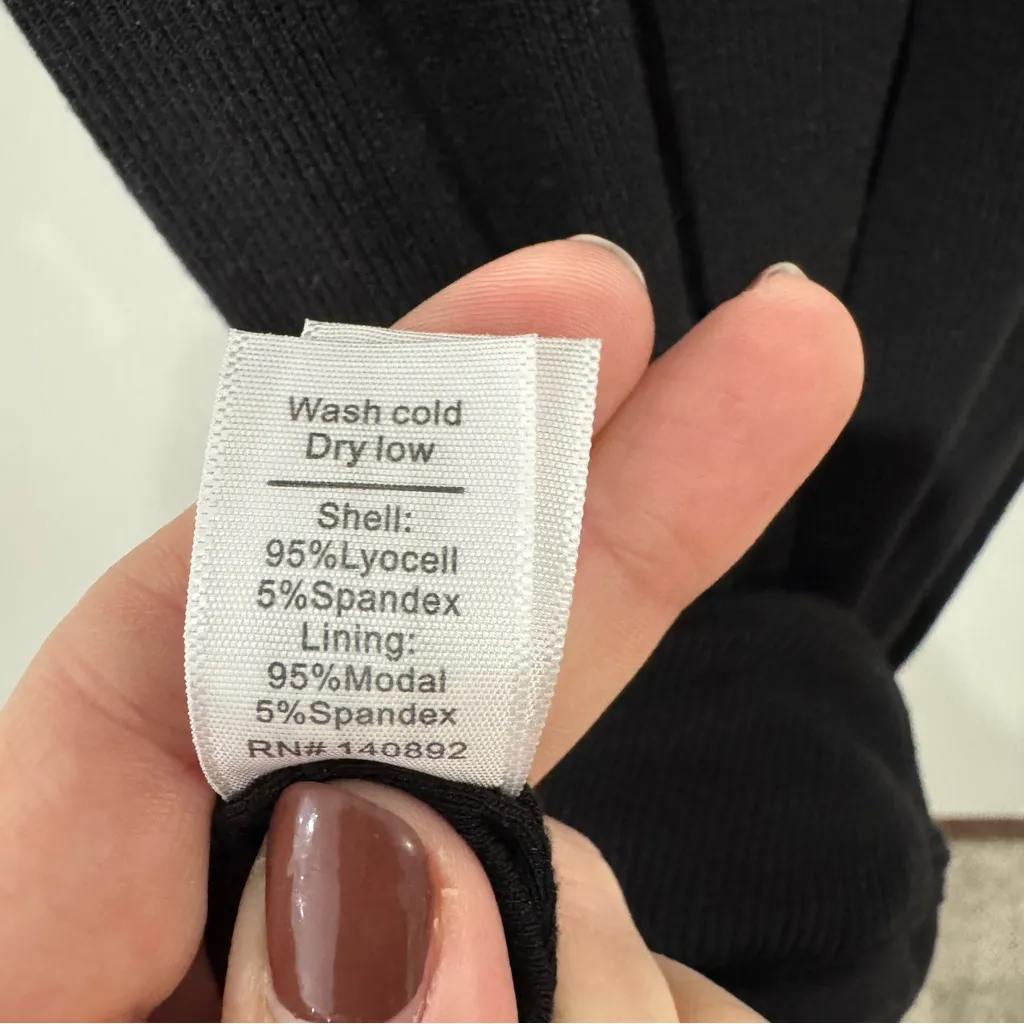 Wash cold
Dry low
Shell:
95%Lyocell
5%Spandex
Lining:
95%Modal
5%Spandex
RN# 140892